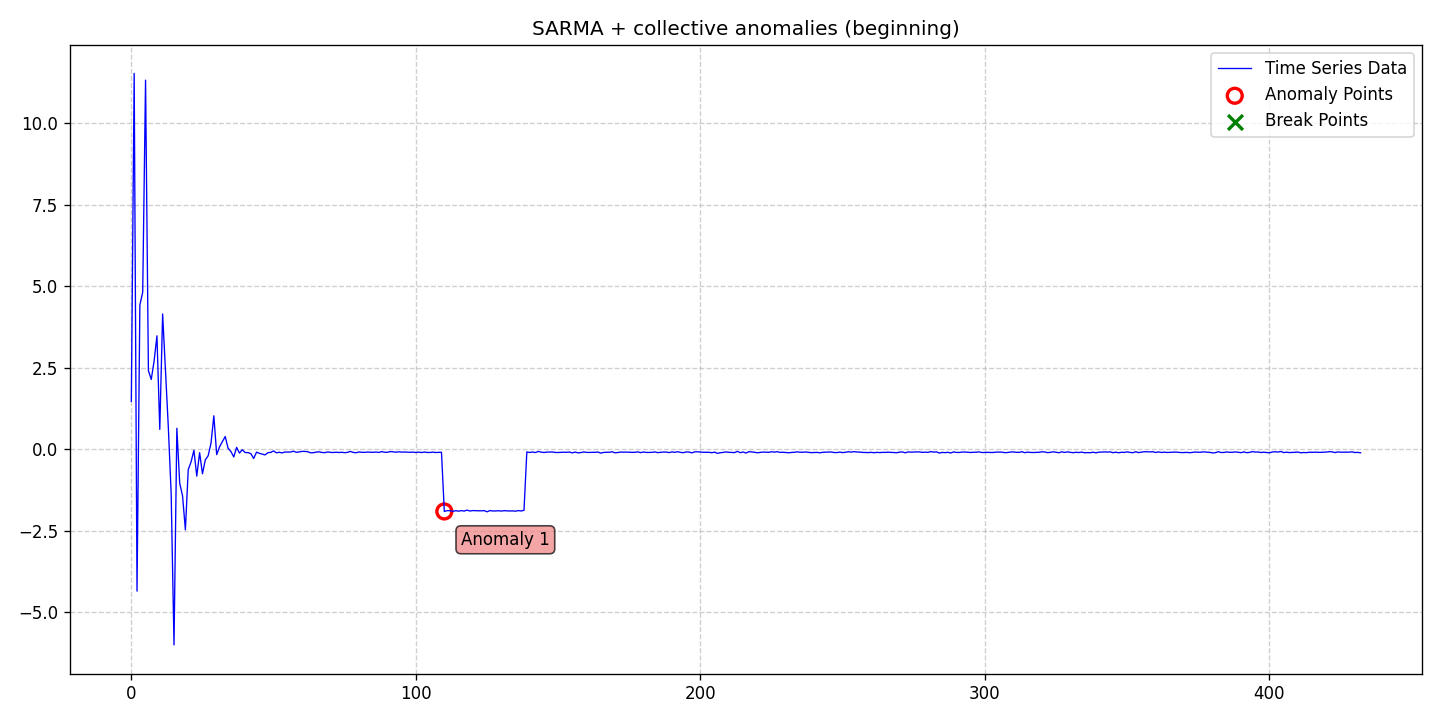 SARMA + collective anomalies (beginning)
Time Series Data
Anomaly Points
Break Points
10.0
7.5
5.0
2.5
0.0
−2.5
−5.0
Anomaly 1
0
100
200
300
400